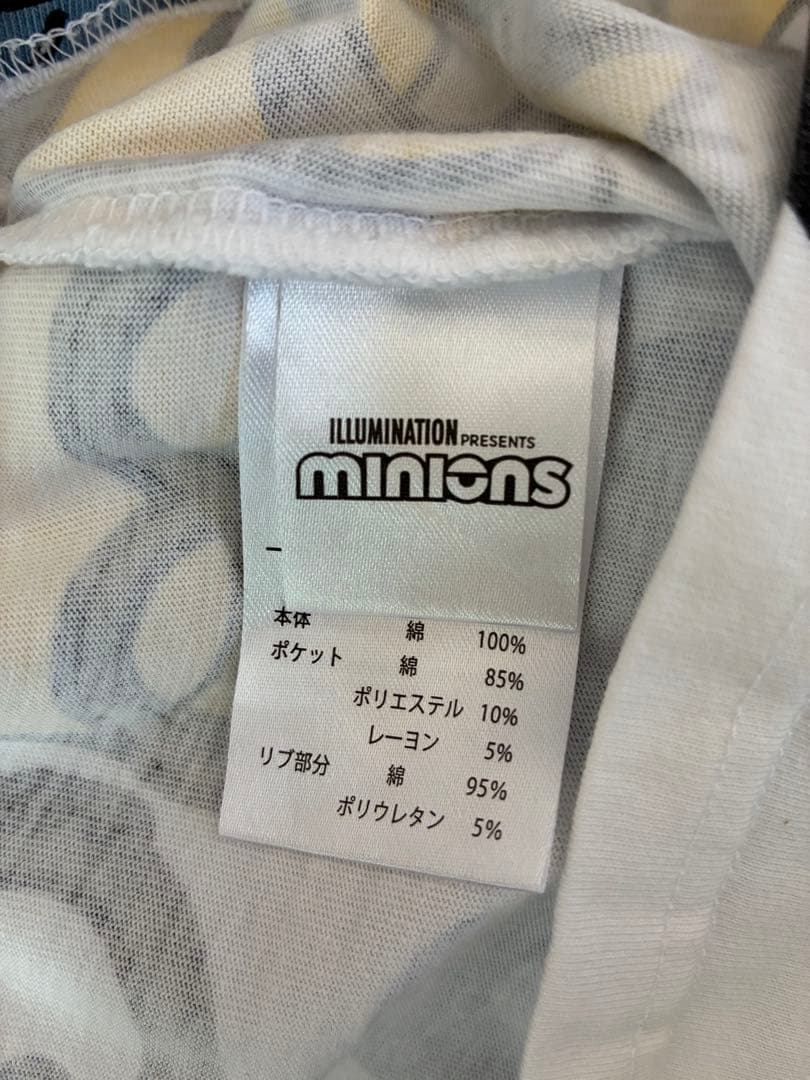 ILLUMINATION PRESENTS
minions
本体 綿 100%
ポケット 綿 85%
ポリエステル 10%
レーヨン 5%
リブ部分 綿 95%
ポリウレタン 5%